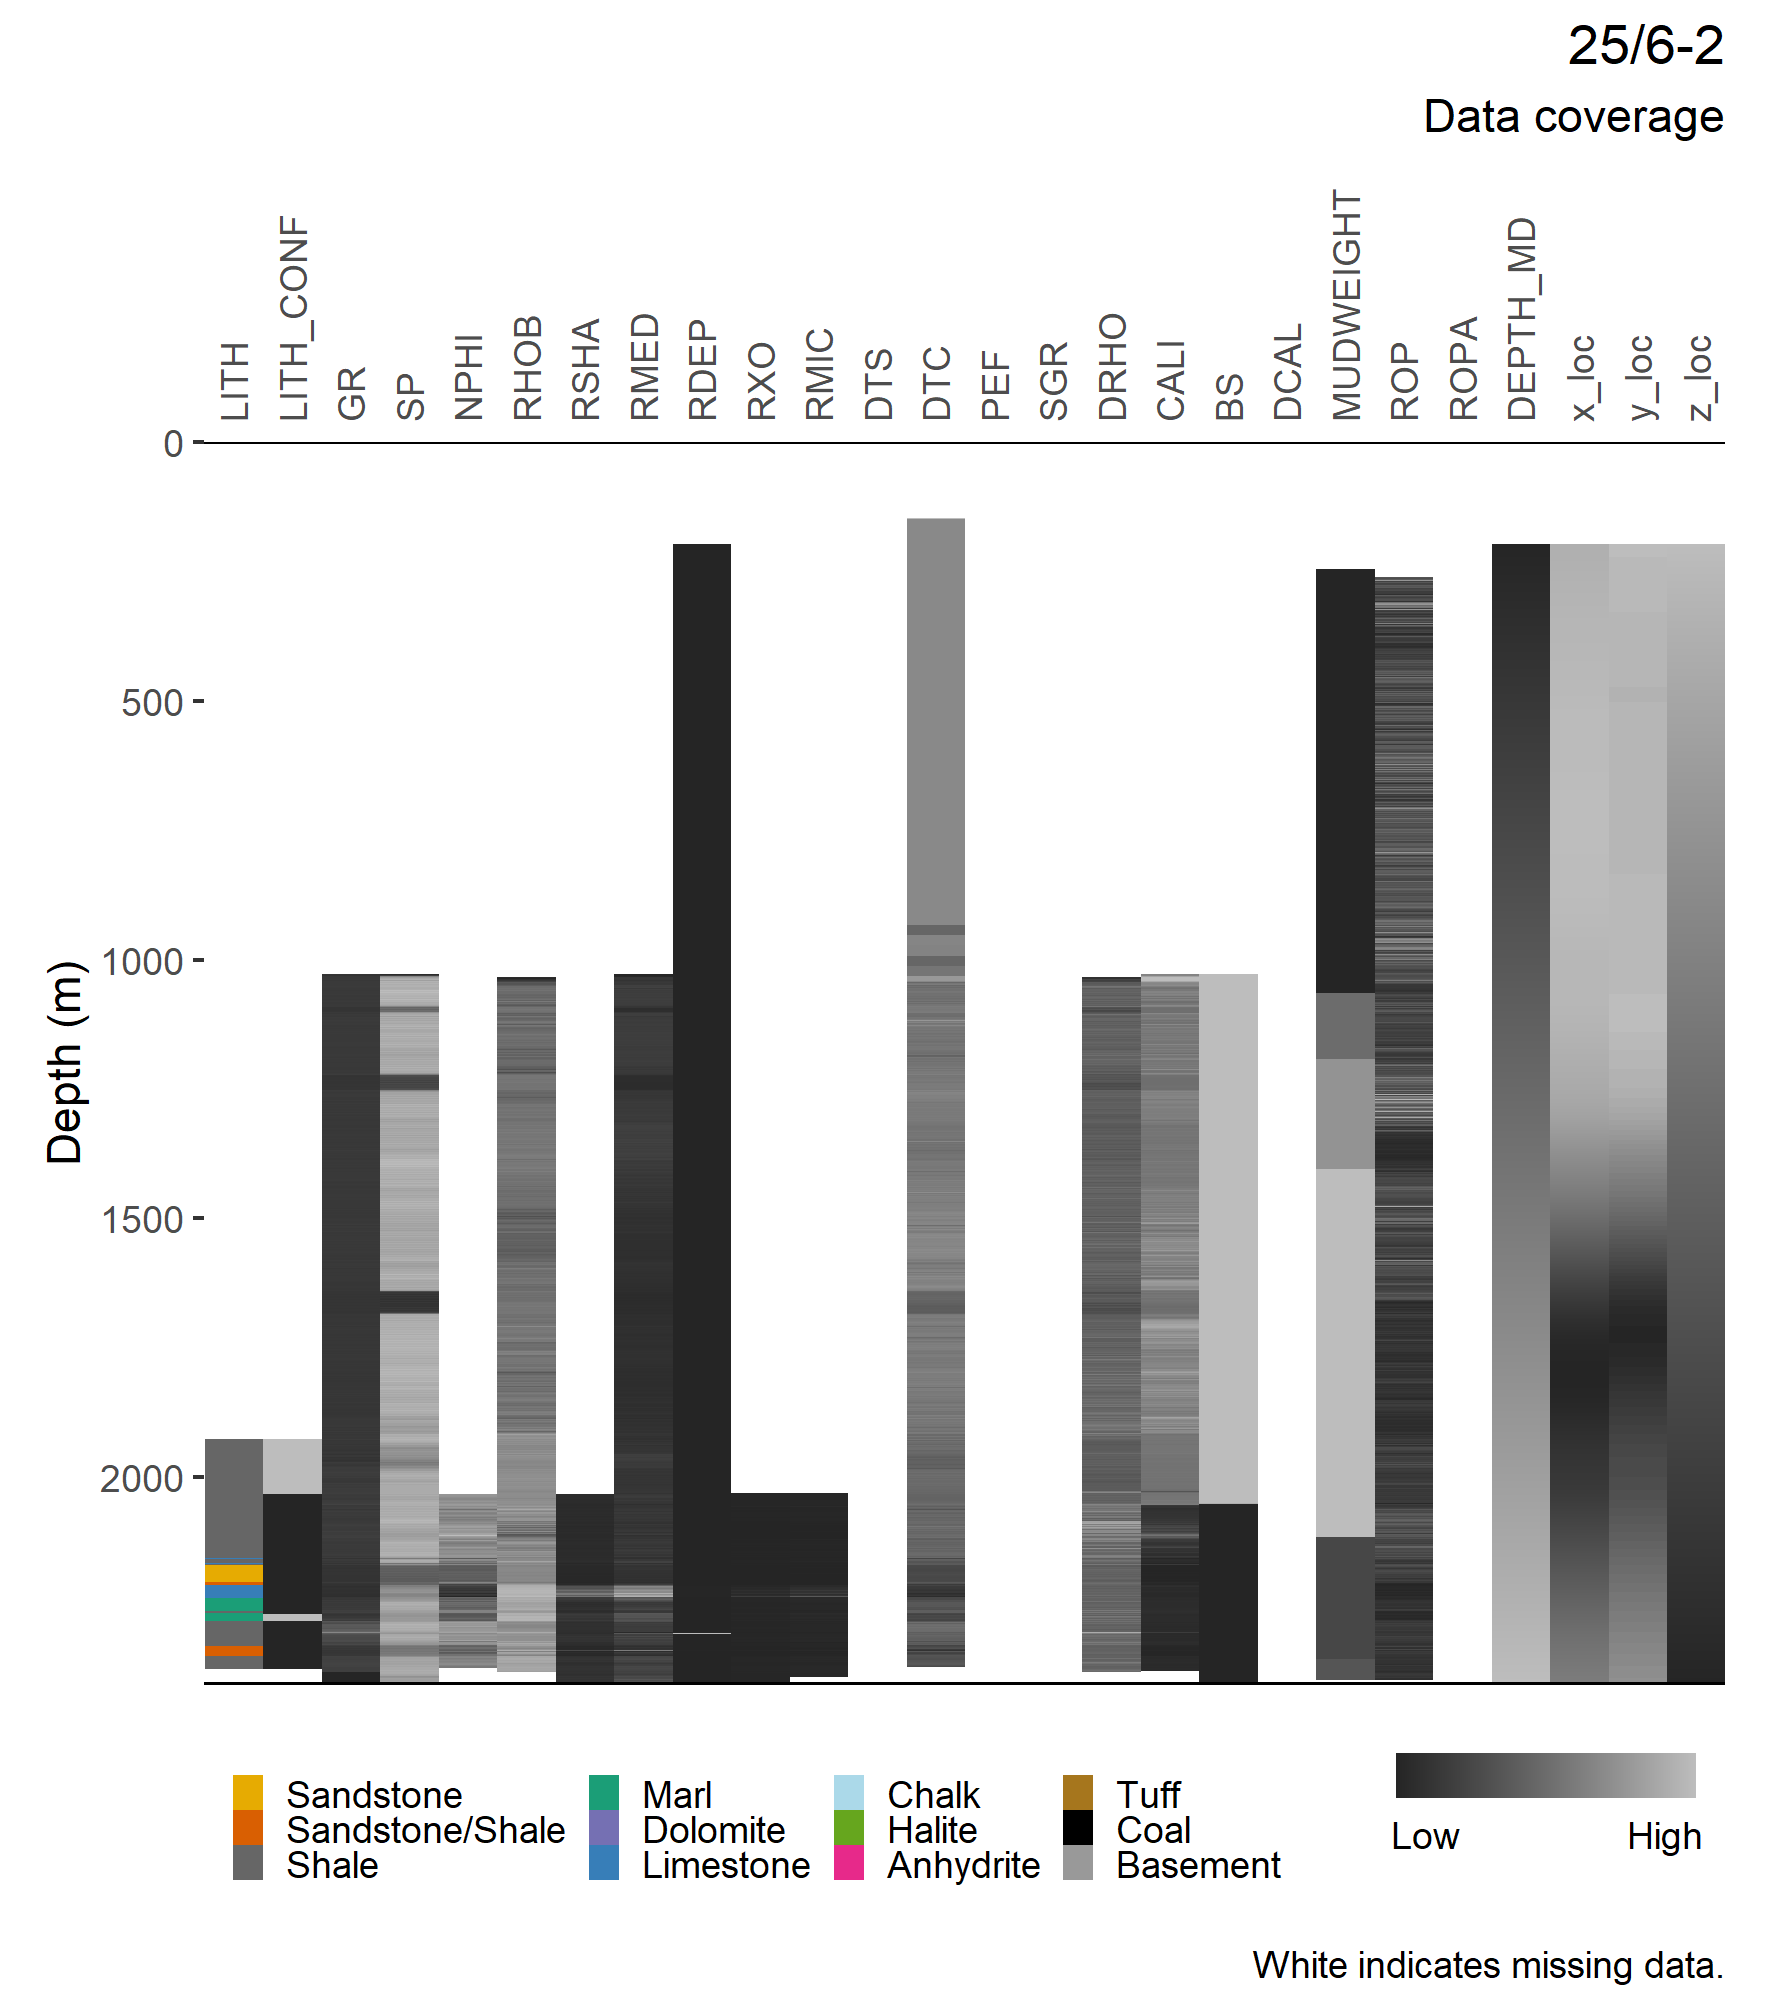 25/6-2
Data coverage
LITH
LITH_CONF
GR
SP
NPHI
RHOB
RSHA
RMED
RDEP
RXO
RMIC
DTS
DTC
PEF
SGR
DRHO
CALI
BS
DCAL
MUDWEIGHT
ROP
ROPA
DEPTH_MD
x_loc
y_loc
z_loc
0
500
1000
1500
2000
Depth (m)
Sandstone
Sandstone/Shale
Shale
Marl
Dolomite
Limestone
Chalk
Halite
Anhydrite
Tuff
Coal
Basement
Low High
White indicates missing data.